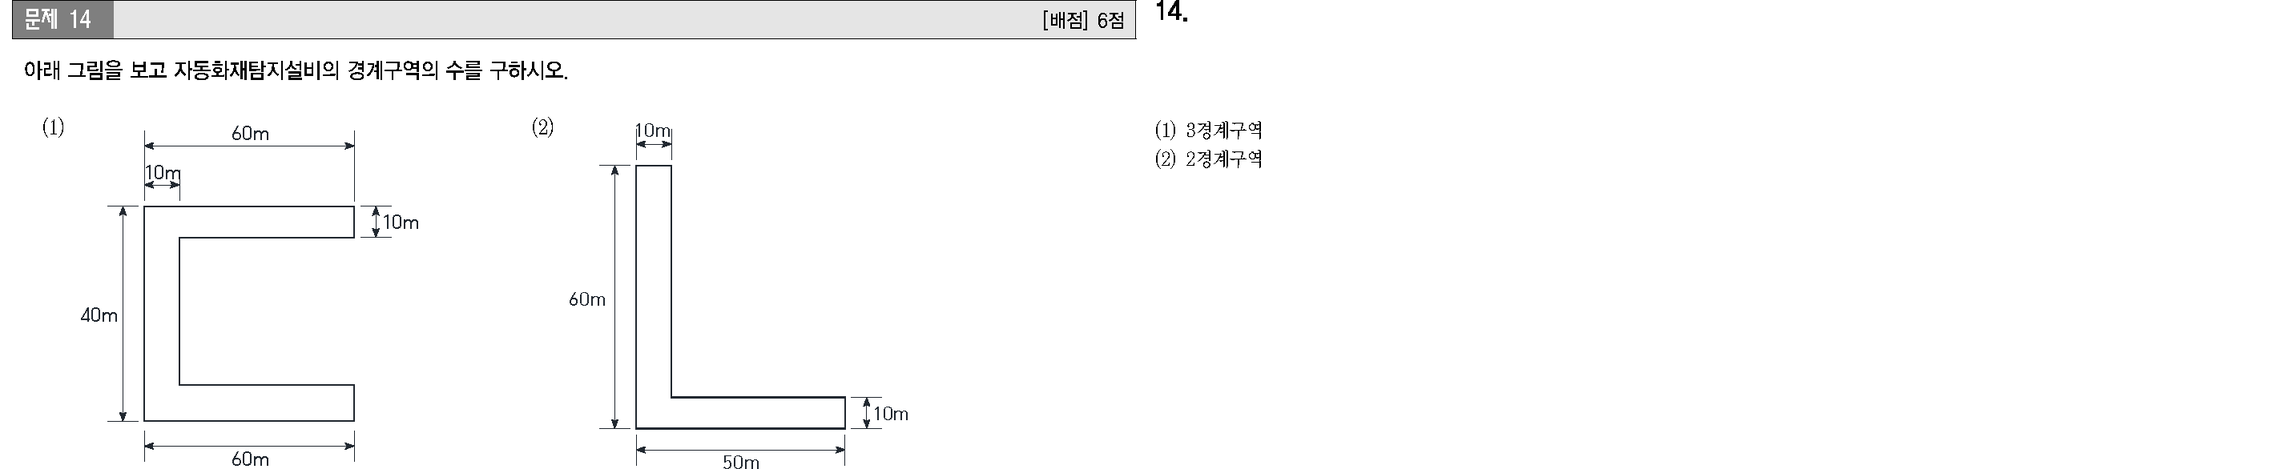 문제 14
[배점] 6점
14.
아래 그림을 보고 자동화재탐지설비의 경계구역의 수를 구하시오.
(1)
60m
10m
10m
40m
60m
(2)
10m
60m
10m
50m
(1) 3경계구역
(2) 2경계구역